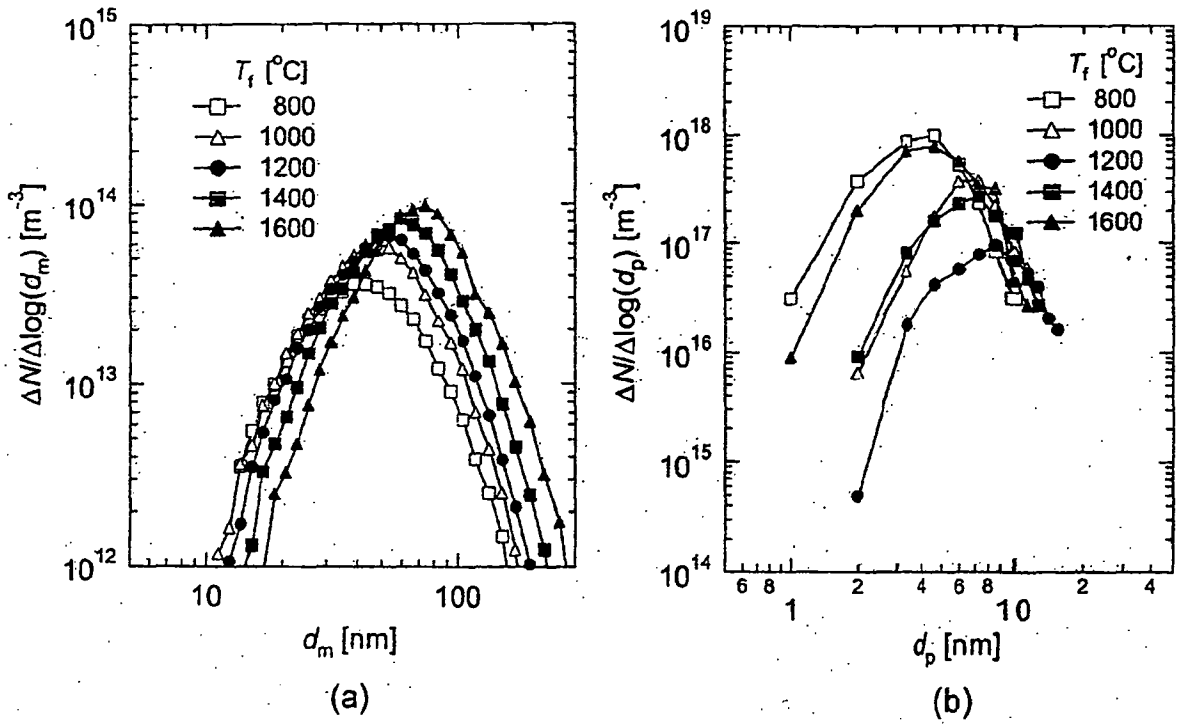 10^15
10^14
10^13
10^12
ΔN/Δlog(d_m) [m^-3]
T_f [°C]
800
1000
1200
1400
1600
10 100
d_m [nm]
(a)
10^19
10^18
10^17
10^16
10^15
10^14
ΔN/Δlog(d_p) [m^-3]
T_f [°C]
800
1000
1200
1400
1600
6 8 2 4 6 8 2 4
1 10
d_p [nm]
(b)